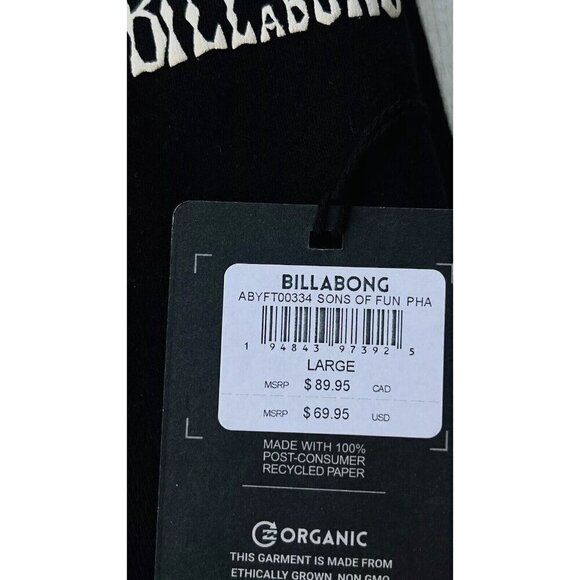 BILLABONG
BILLABONG
ABYFT00334 SONS OF FUN PHA
1 94843 97392 5
LARGE
MSRP $ 89.95 CAD
MSRP $ 69.95 USD
MADE WITH 100%
POST-CONSUMER
RECYCLED PAPER
ORGANIC
THIS GARMENT IS MADE FROM
ETHICALLY GROWN, NON GMO